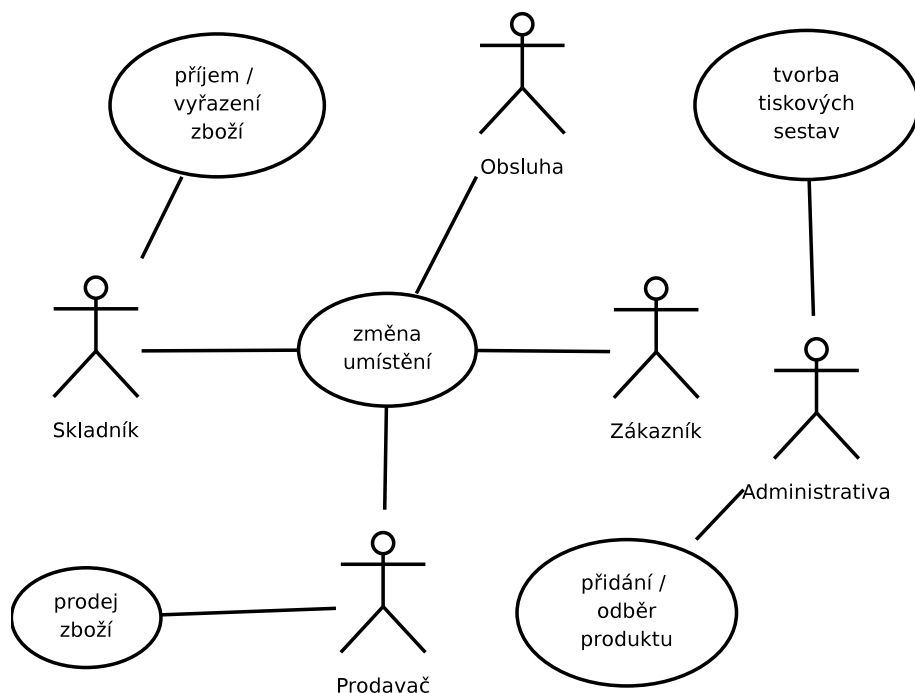 příjem /
vyřazení
zboží
Obsluha
tvorba
tiskových
sestav
Skladník
změna
umístění
Zákazník
Administrativa
prodej
zboží
Prodavač
přidání /
odběr
produktu